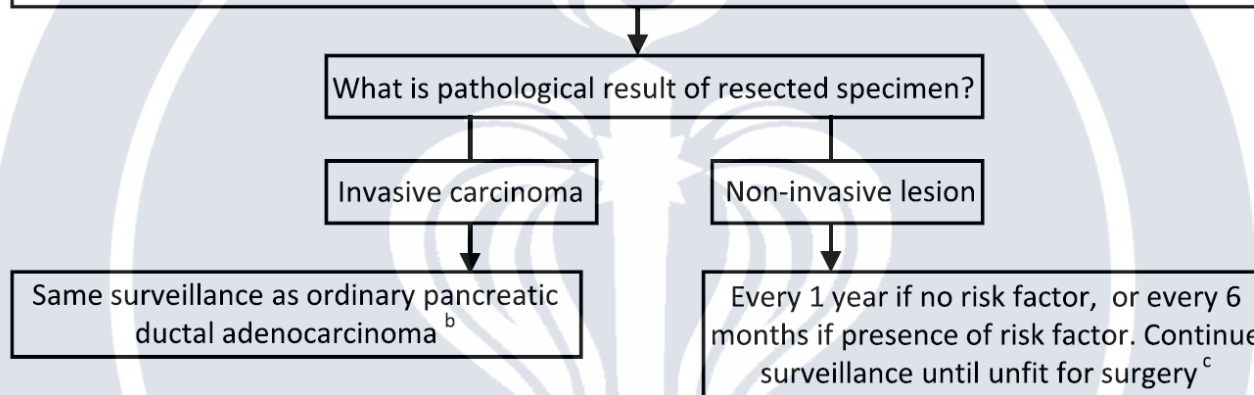 What is pathological result of resected specimen?
Invasive carcinoma
Non-invasive lesion
Same surveillance as ordinary pancreatic
ductal adenocarcinoma b
Every 1 year if no risk factor, or every 6
months if presence of risk factor. Continue
surveillance until unfit for surgery c